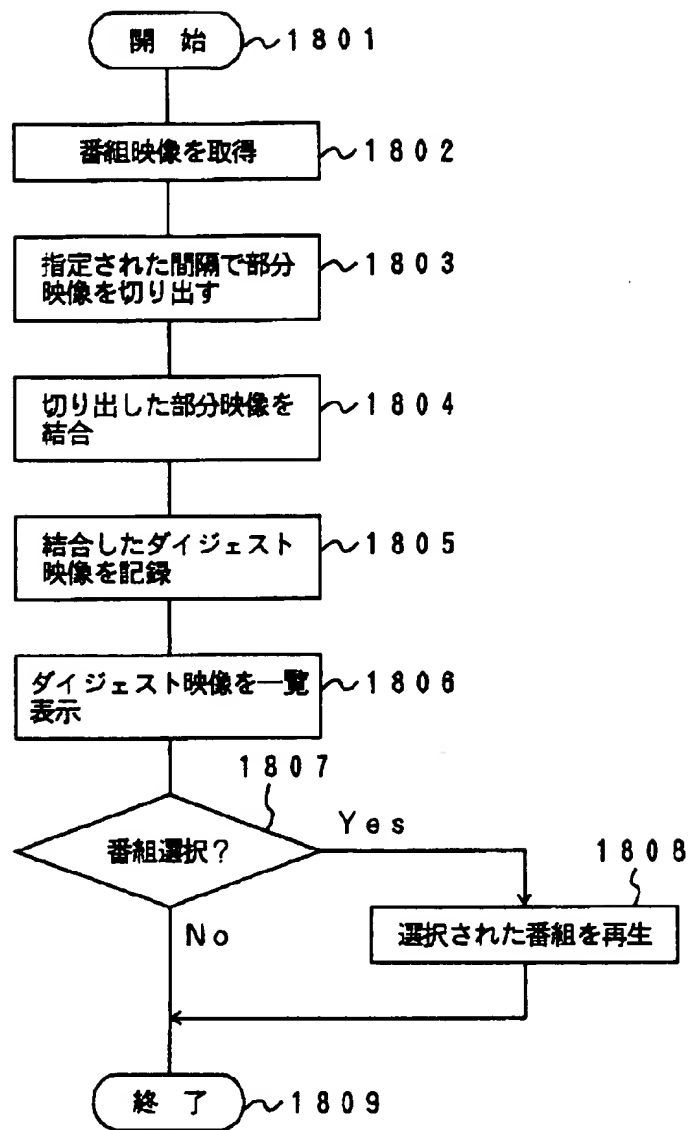 開 始 1801
番組映像を取得 1802
指定された間隔で部分 1803
映像を切り出す
切り出した部分映像を 1804
結合
結合したダイジェスト 1805
映像を記録
ダイジェスト映像を一覧 1806
表示
1807
番組選択?
Yes
1808
選択された番組を再生
No
終 了 1809